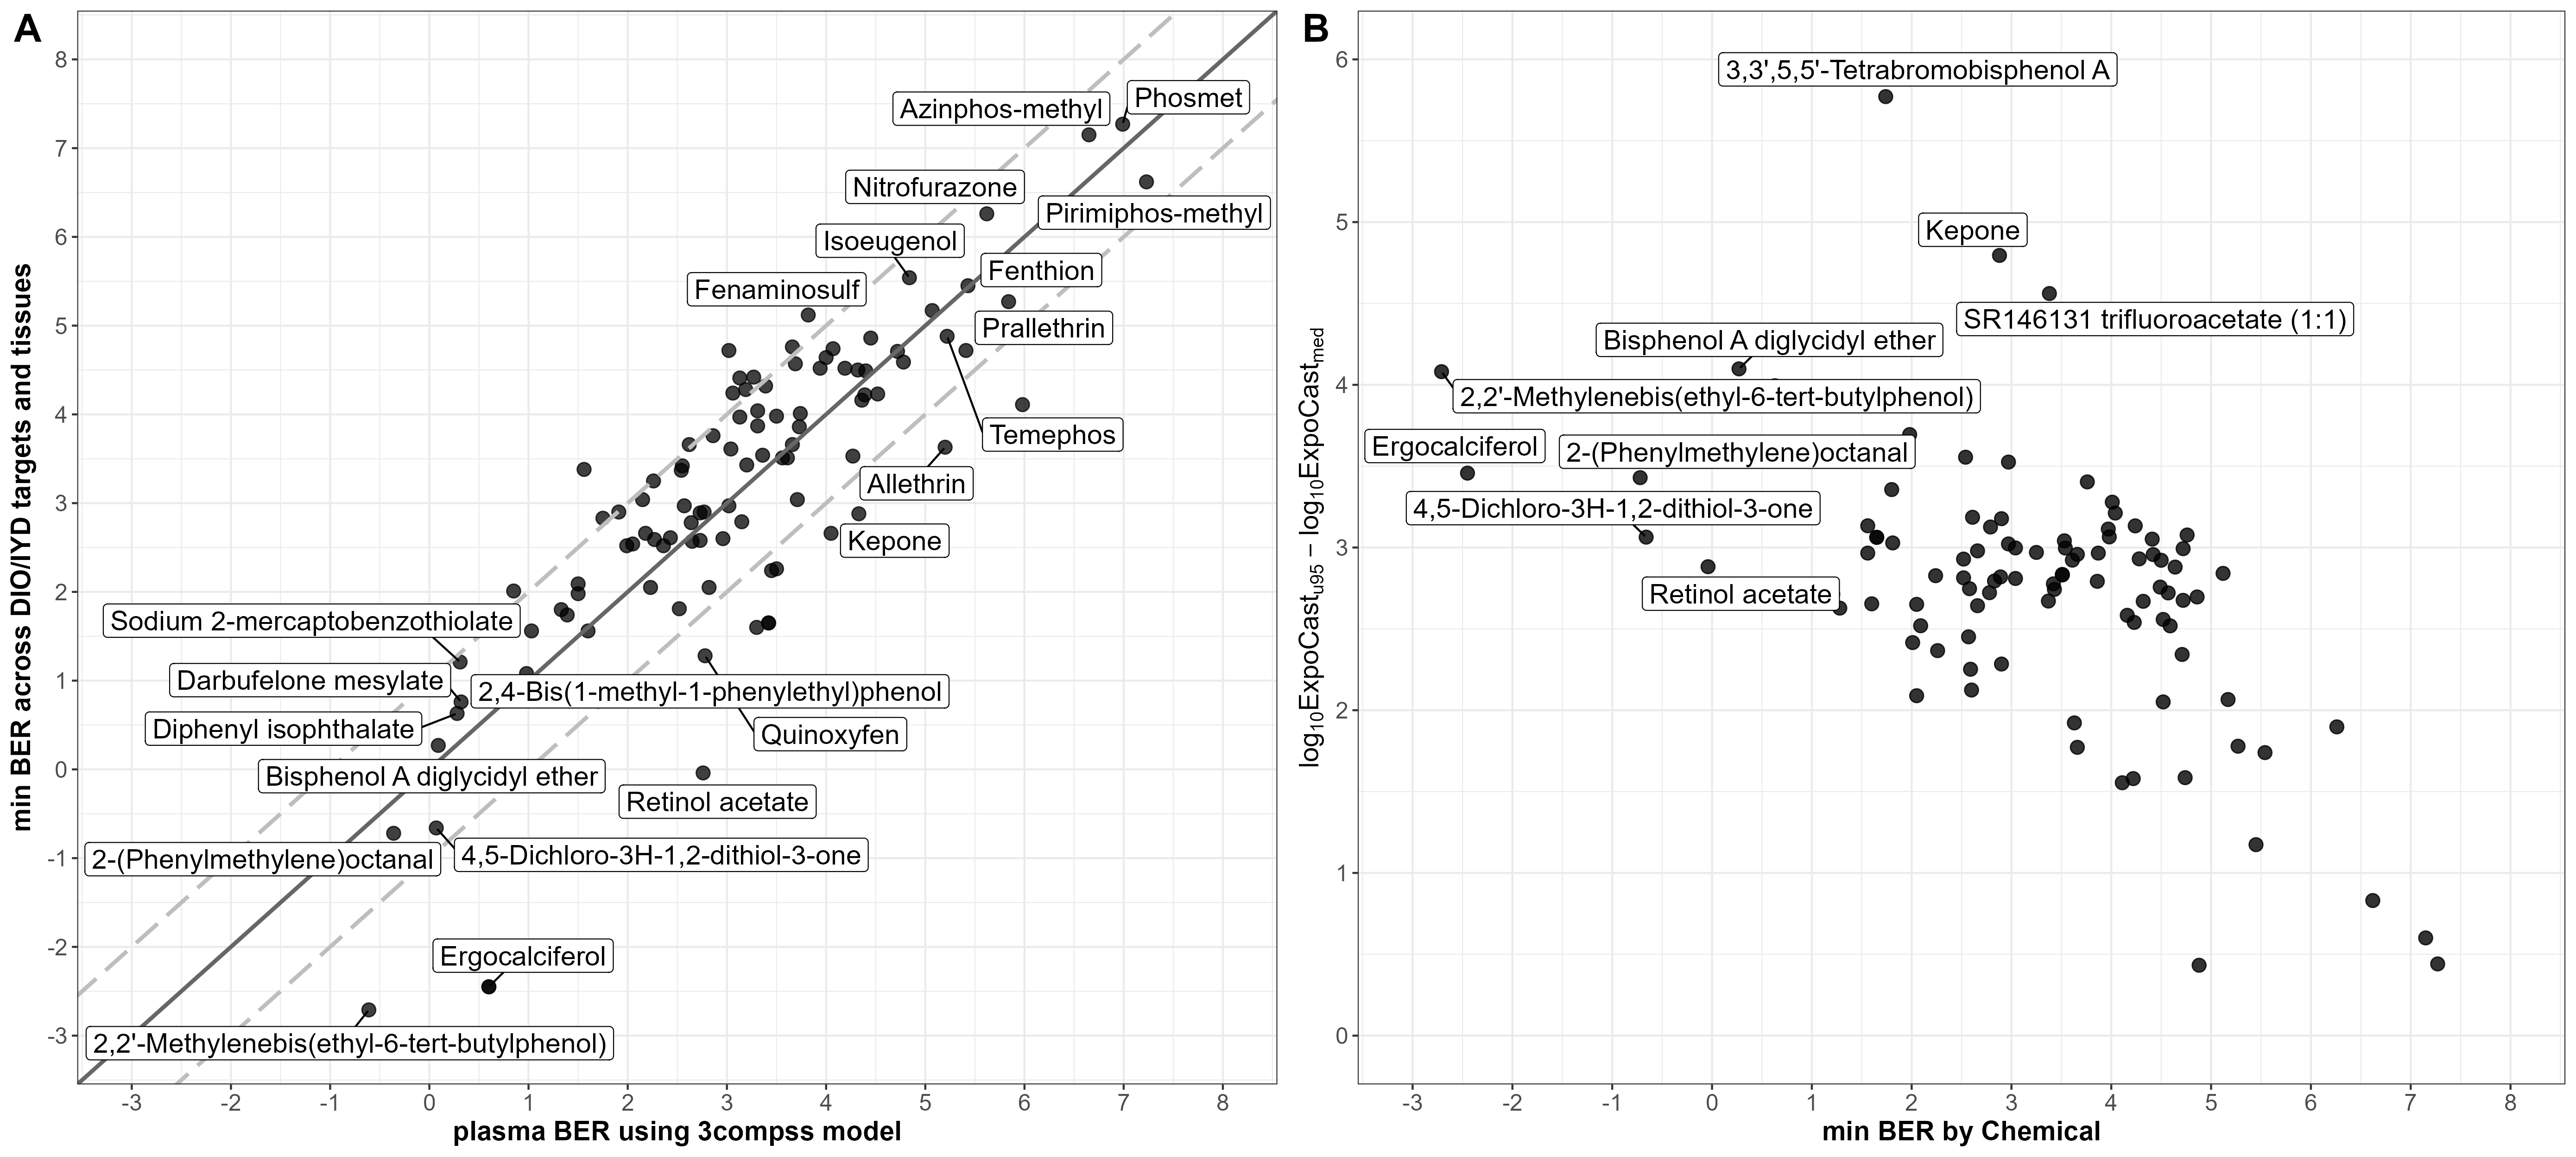 A
min BER across DIO/IYD targets and tissues
8
7
6
5
4
3
2
1
0
-1
-2
-3
Azinphos-methyl
Phosmet
Nitrofurazone
Pirimiphos-methyl
Isoeugenol
Fenthion
Fenaminosulf
Prallethrin
Temephos
Allethrin
Kepone
Sodium 2-mercaptobenzothiolate
Darbufelone mesylate
2,4-Bis(1-methyl-1-phenylethyl)phenol
Diphenyl isophthalate
Quinoxyfen
Bisphenol A diglycidyl ether
Retinol acetate
2-(Phenylmethylene)octanal
4,5-Dichloro-3H-1,2-dithiol-3-one
Ergocalciferol
2,2'-Methylenebis(ethyl-6-tert-butylphenol)
-3 -2 -1 0 1 2 3 4 5 6 7 8
plasma BER using 3compss model
B
log10ExpoCastu95 – log10ExpoCastmed
6
5
4
3
2
1
0
3,3',5,5'-Tetrabromobisphenol A
Kepone
SR146131 trifluoroacetate (1:1)
Bisphenol A diglycidyl ether
2,2'-Methylenebis(ethyl-6-tert-butylphenol)
Ergocalciferol
2-(Phenylmethylene)octanal
4,5-Dichloro-3H-1,2-dithiol-3-one
Retinol acetate
-3 -2 -1 0 1 2 3 4 5 6 7 8
min BER by Chemical